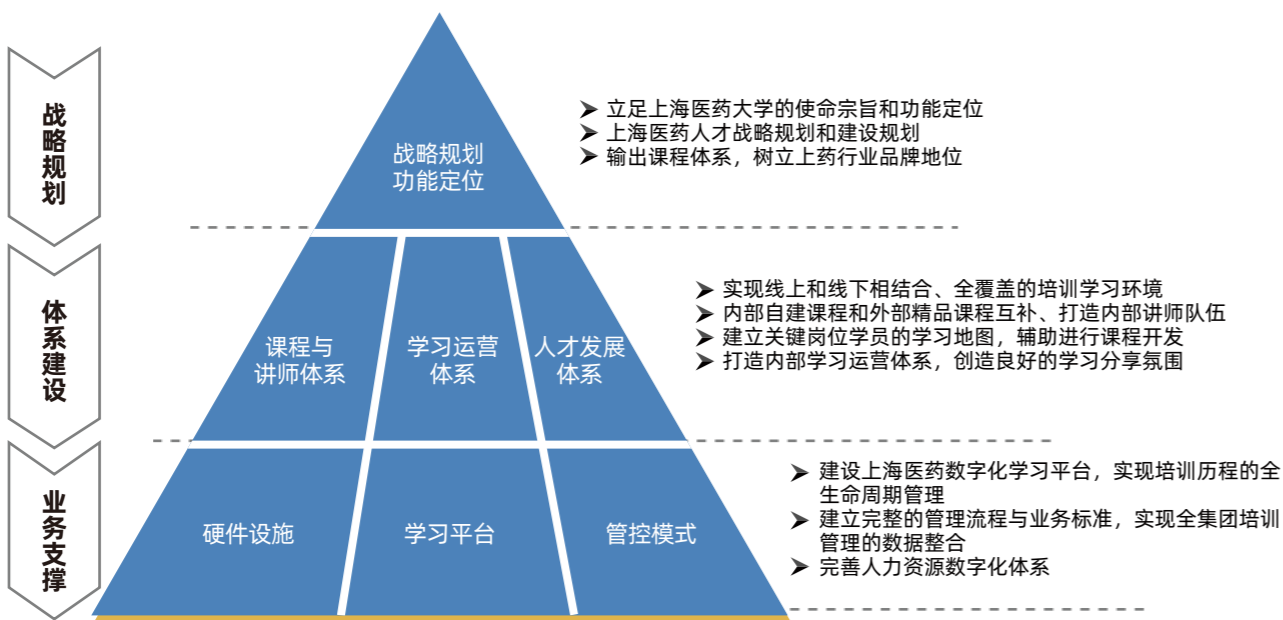 战略规划
战略规划
功能定位
立足上海医药大学的使命宗旨和功能定位
上海医药人才战略规划和建设规划
输出课程体系，树立上药行业品牌地位
体系建设
课程与
讲师体系
学习运营
体系
人才发展
体系
实现线上和线下相结合、全覆盖的培训学习环境
内部自建课程和外部精品课程互补、打造内部讲师队伍
建立关键岗位学员的学习地图，辅助进行课程开发
打造内部学习运营体系，创造良好的学习分享氛围
业务支撑
硬件设施
学习平台
管控模式
建设上海医药数字化学习平台，实现培训历程的全
生命周期管理
建立完整的管理流程与业务标准，实现全集团培训
管理的数据整合
完善人力资源数字化体系